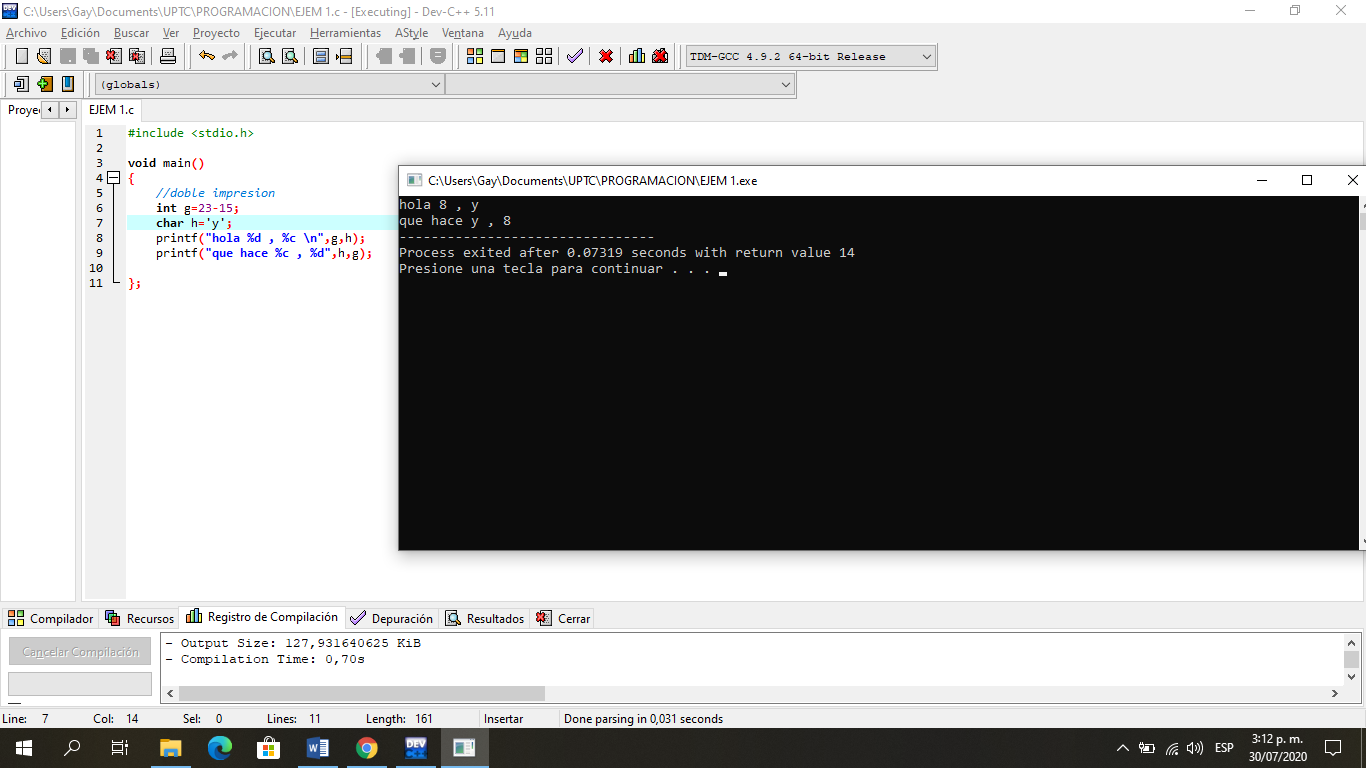 C:\Users\Gay\Documents\UPTC\PROGRAMACION\EJEM 1.c - [Executing] - Dev-C++ 5.11
Archivo Edición Buscar Ver Proyecto Ejecutar Herramientas AStyle Ventana Ayuda
TDM-GCC 4.9.2 64-bit Release
(globals)
Proye
EJEM 1.c
1 #include <stdio.h>
2
3 void main()
4 {
5 //doble impresion
6 int g=23-15;
7 char h='y';
8 printf("hola %d , %c \n",g,h);
9 printf("que hace %c , %d",h,g);
10
11 };
C:\Users\Gay\Documents\UPTC\PROGRAMACION\EJEM 1.exe
hola 8 , y
que hace y , 8
--------------------------------
Process exited after 0.07319 seconds with return value 14
Presione una tecla para continuar . . .
Compilador Recursos Registro de Compilación Depuración Resultados Cerrar
Cancelar Compilación
- Output Size: 127,931640625 KiB
- Compilation Time: 0,70s
Line: 7 Col: 14 Sel: 0 Lines: 11 Length: 161 Insertar Done parsing in 0,031 seconds
DEV
ESP
3:12 p. m.
30/07/2020